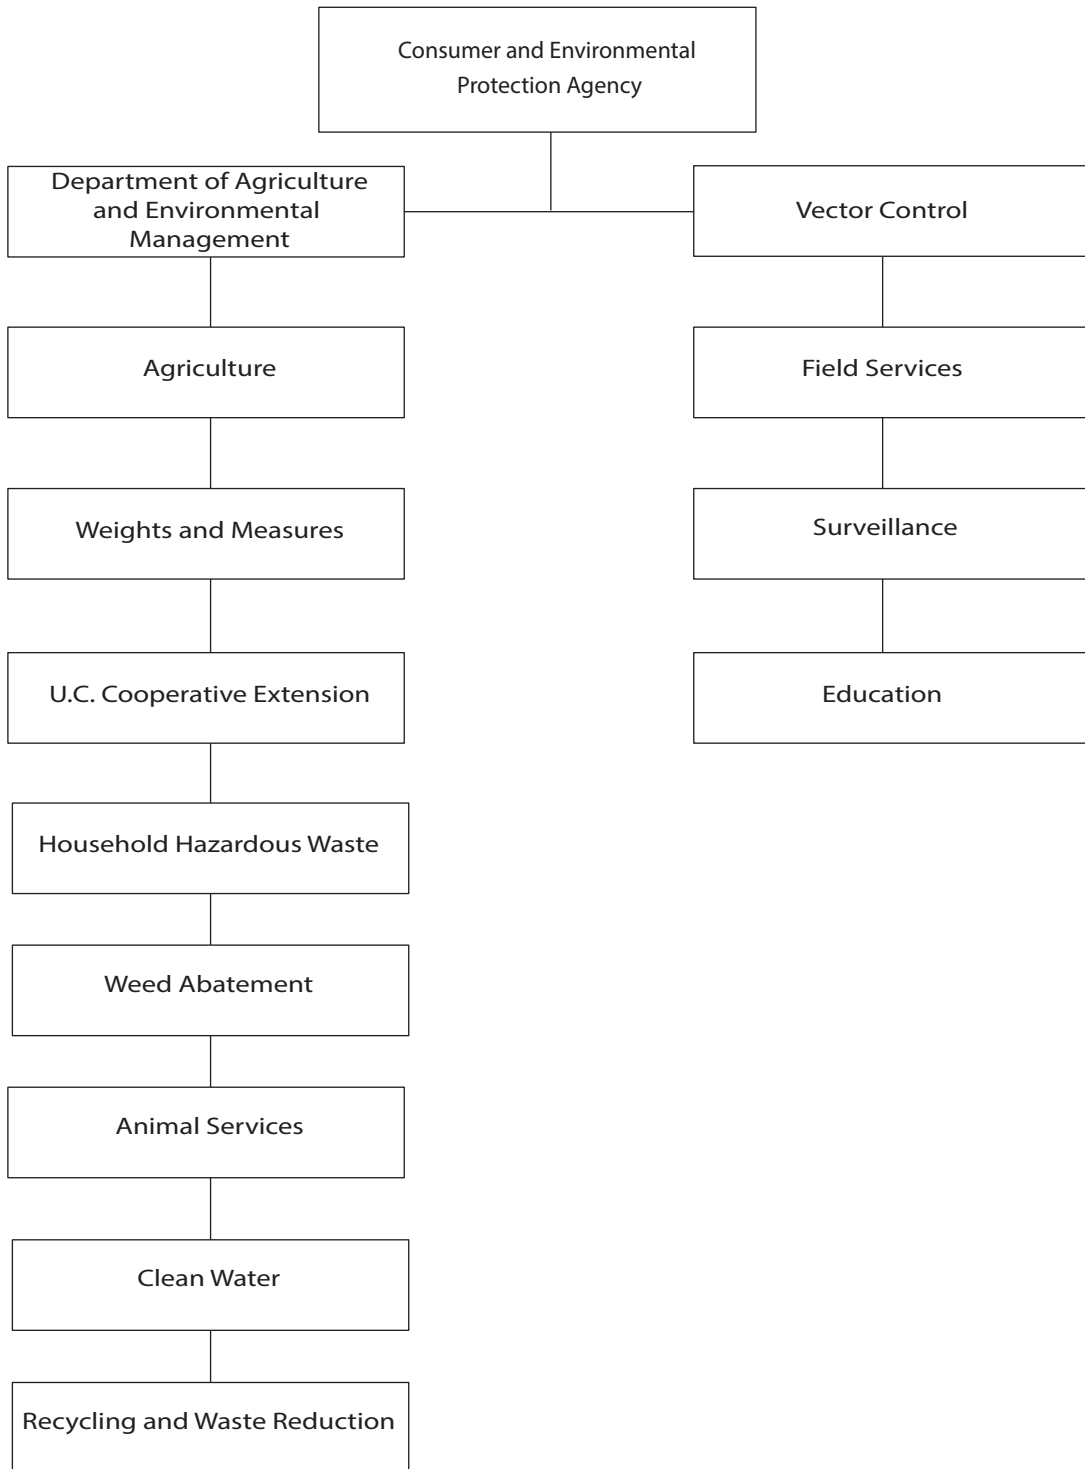 Consumer and Environmental
Protection Agency
Department of Agriculture
and Environmental
Management
Vector Control
Agriculture
Field Services
Weights and Measures
Surveillance
U.C. Cooperative Extension
Education
Household Hazardous Waste
Weed Abatement
Animal Services
Clean Water
Recycling and Waste Reduction